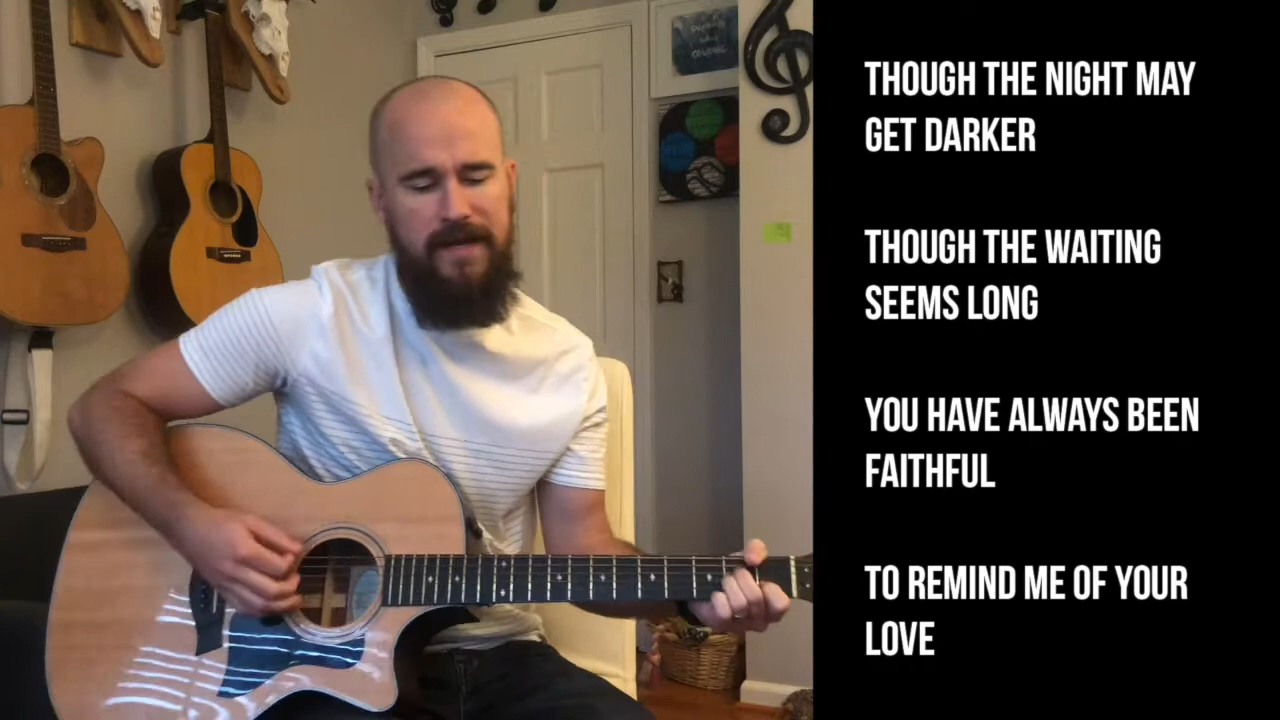 THOUGH THE NIGHT MAY
GET DARKER
THOUGH THE WAITING
SEEMS LONG
YOU HAVE ALWAYS BEEN
FAITHFUL
TO REMIND ME OF YOUR
LOVE